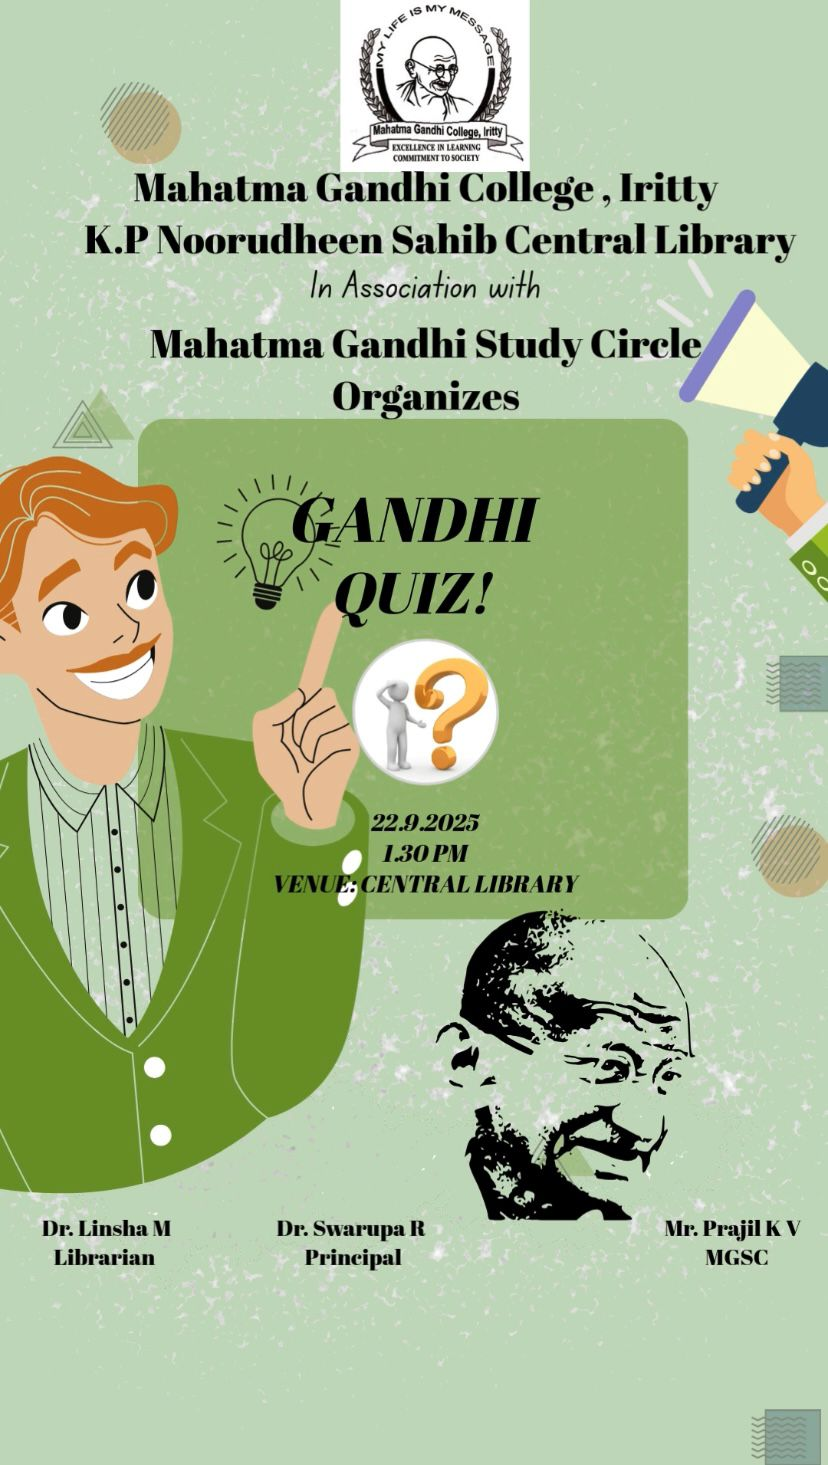 MY LIFE IS MY MESSAGE
Mahatma Gandhi College, Iritty
EXCELLENCE IN LEARNING
COMMITMENT TO SOCIETY
Mahatma Gandhi College , Iritty
K.P Noorudheen Sahib Central Library
In Association with
Mahatma Gandhi Study Circle
Organizes
GANDHI
QUIZ!
22.9.2025
1.30 PM
VENUE: CENTRAL LIBRARY
Dr. Linsha M
Librarian
Dr. Swarupa R
Principal
Mr. Prajil K V
MGSC